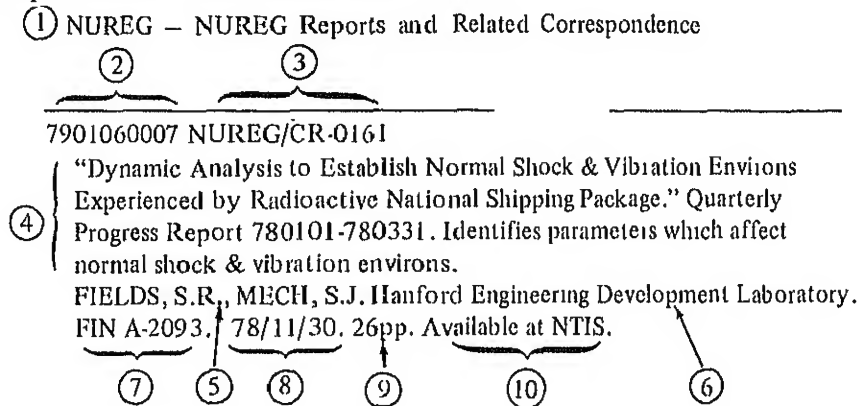 ① NUREG – NUREG Reports and Related Correspondence
② ③
7901060007 NUREG/CR-0161
④ “Dynamic Analysis to Establish Normal Shock & Vibration Environs
Experienced by Radioactive National Shipping Package.” Quarterly
Progress Report 780101-780331. Identifies parameters which affect
normal shock & vibration environs.
FIELDS, S.R., MECH, S.J. Hanford Engineering Development Laboratory.
FIN A-2093. 78/11/30. 26pp. Available at NTIS.
⑦ ⑤ ⑧ ⑨ ⑩ ⑥